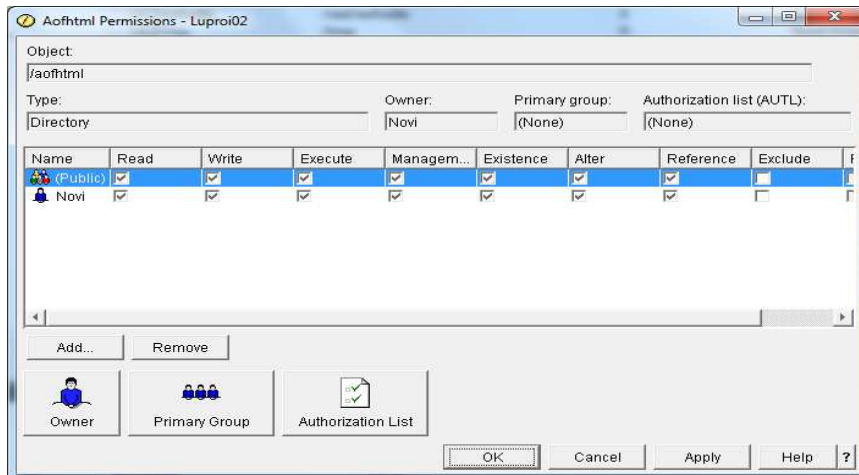 Aofhtml Permissions - Luproi02
Object:
/aofhtml
Type: Owner: Primary group: Authorization list (AUTL):
Directory Novi (None) (None)
Name Read Write Execute Managem... Existence Alter Reference Exclude
(Public)
Novi
Add... Remove
Owner Primary Group Authorization List
OK Cancel Apply Help ?